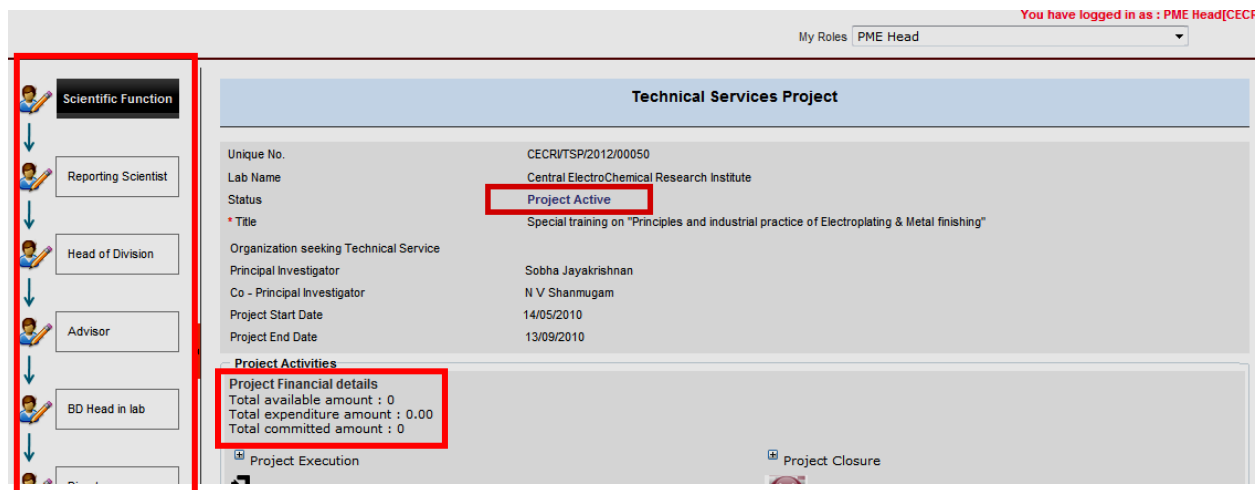 You have logged in as : PME Head[CECR
My Roles PME Head
Scientific Function
Reporting Scientist
Head of Division
Advisor
BD Head in lab
Technical Services Project
Unique No. CECRI/TSP/2012/00050
Lab Name Central ElectroChemical Research Institute
Status Project Active
* Title Special training on "Principles and industrial practice of Electroplating & Metal finishing"
Organization seeking Technical Service
Principal Investigator Sobha Jayakrishnan
Co - Principal Investigator N V Shanmugam
Project Start Date 14/05/2010
Project End Date 13/09/2010
Project Activities
Project Financial details
Total available amount : 0
Total expenditure amount : 0.00
Total committed amount : 0
Project Execution
Project Closure